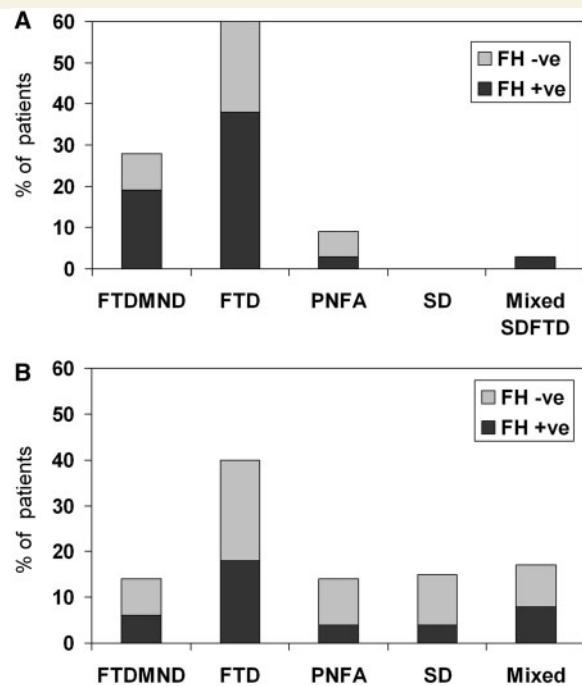 A
60
50
40
30
20
10
0
% of patients
FH -ve
FH +ve
FTDMND FTD PNFA SD Mixed
SDFTD
B
60
50
40
30
20
10
0
% of patients
FH -ve
FH +ve
FTDMND FTD PNFA SD Mixed